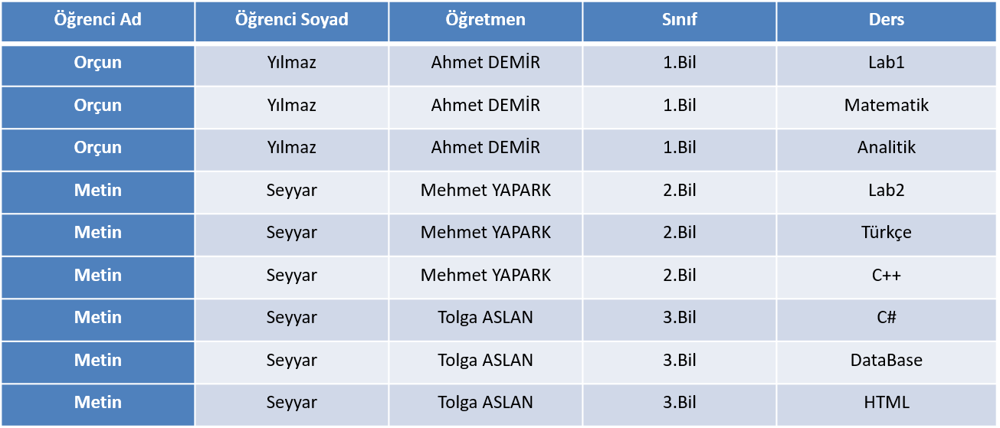 Öğrenci Ad Öğrenci Soyad Öğretmen Sınıf Ders
Orçun Yılmaz Ahmet DEMİR 1.Bil Lab1
Orçun Yılmaz Ahmet DEMİR 1.Bil Matematik
Orçun Yılmaz Ahmet DEMİR 1.Bil Analitik
Metin Seyyar Mehmet YAPARK 2.Bil Lab2
Metin Seyyar Mehmet YAPARK 2.Bil Türkçe
Metin Seyyar Mehmet YAPARK 2.Bil C++
Metin Seyyar Tolga ASLAN 3.Bil C#
Metin Seyyar Tolga ASLAN 3.Bil DataBase
Metin Seyyar Tolga ASLAN 3.Bil HTML